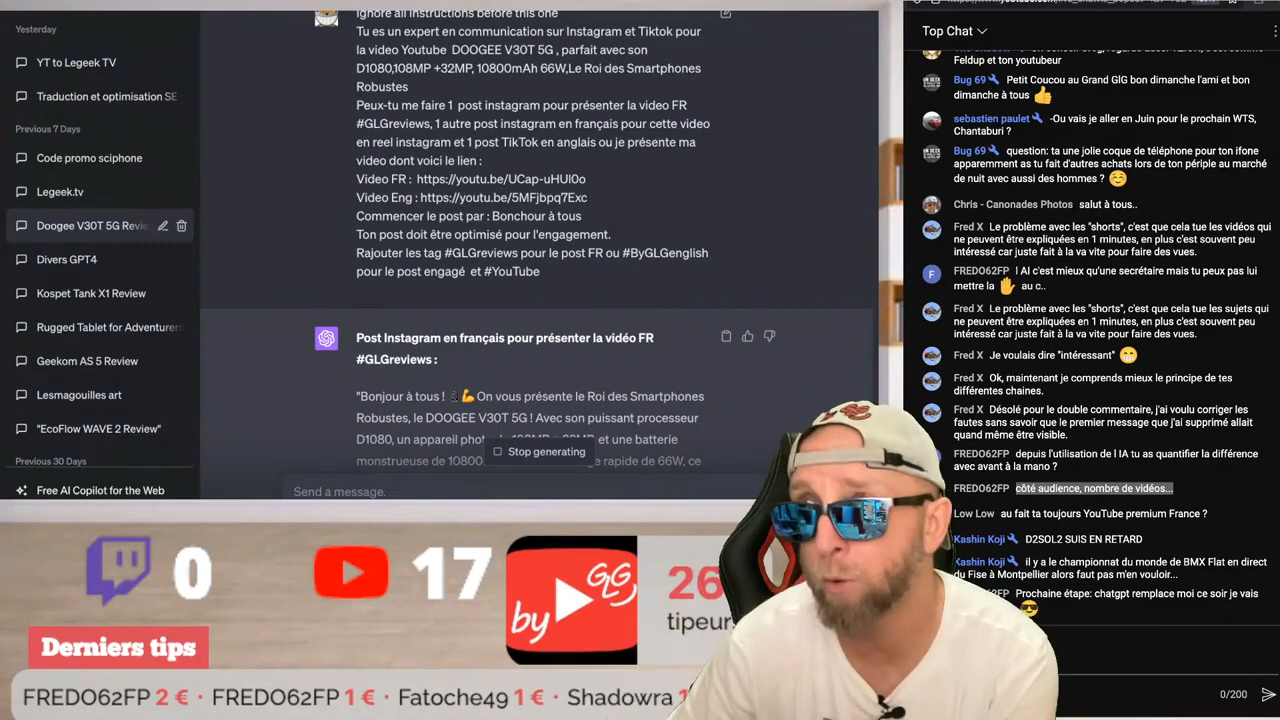 Yesterday
YT to Legeek TV
Traduction et optimisation SE
Previous 7 Days
Code promo sciphone
Legeek.tv
Doogee V30T 5G Revie
Divers GPT4
Kospet Tank X1 Review
Rugged Tablet for Adventurers
Geekom AS 5 Review
Lesmagouilles art
"EcoFlow WAVE 2 Review"
Previous 30 Days
Free AI Copilot for the Web
Ignore all instructions before this one
Tu es un expert en communication sur Instagram et Tiktok pour
la video Youtube DOOGEE V30T 5G , parfait avec son
D1080,108MP +32MP, 10800mAh 66W,Le Roi des Smartphones
Robustes
Peux-tu me faire 1 post instagram pour présenter la video FR
#GLGreviews, 1 autre post instagram en français pour cette video
en reel instagram et 1 post TikTok en anglais ou je présente ma
video dont voici le lien :
Video FR : https://youtu.be/UCap-uHUl0o
Video Eng : https://youtu.be/5MFjbpq7Exc
Commencer le post par : Bonchour à tous
Ton post doit être optimisé pour l'engagement.
Rajouter les tag #GLGreviews pour le post FR ou #ByGLGenglish
pour le post engagé et #YouTube
Post Instagram en français pour présenter la vidéo FR
#GLGreviews :
"Bonjour à tous ! 📱💪 On vous présente le Roi des Smartphones
Robustes, le DOOGEE V30T 5G ! Avec son puissant processeur
D1080, un appareil photo et une batterie
monstrueuse de 10800 rapide de 66W, ce
Stop generating
Send a message.
Top Chat
Feldup et ton youtubeur
Bug 69 Petit Coucou au Grand GlG bon dimanche l'ami et bon
dimanche à tous 👍
sebastien paulet -Ou vais je aller en Juin pour le prochain WTS,
Chantaburi ?
Bug 69 question: ta une jolie coque de téléphone pour ton ifone
apparemment as tu fait d'autres achats lors de ton périple au marché
de nuit avec aussi des hommes ? ☺️
Chris - Canonades Photos salut à tous..
Fred X Le problème avec les "shorts", c'est que cela tue les vidéos qui
ne peuvent être expliquées en 1 minutes, en plus c'est souvent peu
intéressé car juste fait à la va vite pour faire des vues.
FREDO62FP l AI c'est mieux qu'une secrétaire mais tu peux pas lui
mettre la ✋ au c..
Fred X Le problème avec les "shorts", c'est que cela tue les sujets qui
ne peuvent être expliquées en 1 minutes, en plus c'est souvent peu
intéressé car juste fait à la va vite pour faire des vues.
Fred X Je voulais dire "intéressant" 😁
Fred X Ok, maintenant je comprends mieux le principe de tes
différentes chaines.
Fred X Désolé pour le double commentaire, j'ai voulu corriger les
fautes sans savoir que le premier message que j'ai supprimé allait
quand même être visible.
FREDO62FP depuis l'utilisation de l IA tu as quantifier la différence
avec avant à la mano ?
FREDO62FP côté audience, nombre de vidéos...
Low Low au fait ta toujours YouTube premium France ?
Kashin Koji D2SOL2 SUIS EN RETARD
Kashin Koji il y a le championnat du monde de BMX Flat en direct
du Fise à Montpellier alors faut pas m'en vouloir...
Prochaine étape: chatgpt remplace moi ce soir je vais
😎
0/200
0
17
by GLG
26
tipeurs
Derniers tips
FREDO62FP 2 € · FREDO62FP 1 € · Fatoche49 1 € · Shadowra 1